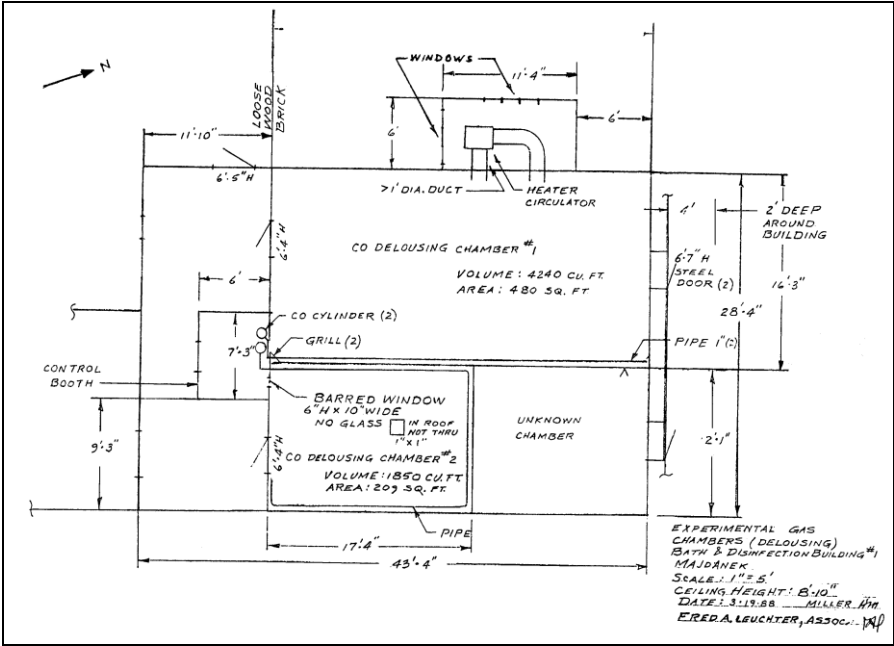 N
WINDOWS
11'-4"
LOOSE
WOOD
BRICK
11'-10"
6'
6'
6'.5"H
>1' DIA. DUCT
HEATER
CIRCULATOR
4'
2' DEEP
AROUND
BUILDING
6'.4"H
CO DELOUSING CHAMBER #1
VOLUME: 4240 CU. FT.
AREA: 480 SQ. FT
6'-7"H
STEEL
DOOR (2)
16'-3"
28'-4"
6'
CO CYLINDER (2)
GRILL (2)
7'-3"
PIPE 1" (2)
CONTROL
BOOTH
BARRED WINDOW
6"H X 10"WIDE
NO GLASS
IN ROOF
NOT THRU
1"X1"
UNKNOWN
CHAMBER
9'-3"
6'.4"H
2'-1"
CO DELOUSING CHAMBER #2
VOLUME: 1850 CU. FT.
AREA: 209 SQ. FT.
PIPE
17'-4"
43'-4"
EXPERIMENTAL GAS
CHAMBERS (DELOUSING)
BATH & DISINFECTION BUILDING #1
MAJDANEK
SCALE: 1" = 5'
CEILING HEIGHT: 8'-10"
DATE: 3-19-88 MILLER
FRED A. LEUCHTER, ASSOC.